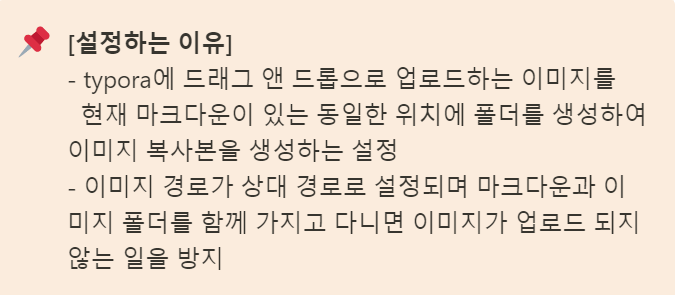 [설정하는 이유]
- typora에 드래그 앤 드롭으로 업로드하는 이미지를
현재 마크다운이 있는 동일한 위치에 폴더를 생성하여
이미지 복사본을 생성하는 설정
- 이미지 경로가 상대 경로로 설정되며 마크다운과 이
미지 폴더를 함께 가지고 다니면 이미지가 업로드 되지
않는 일을 방지